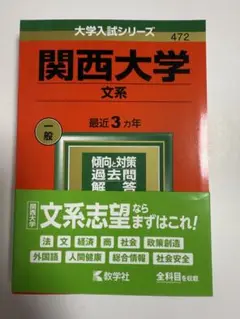 大学入試シリーズ
472
関西大学
文系
一般
最近3カ年
傾向と対策
過去問
解答
関西大学
文系志望なら
まずはこれ!
法 文 経済 商 社会 政策創造
外国語 人間健康 総合情報 社会安全
数学社
全科目を収載